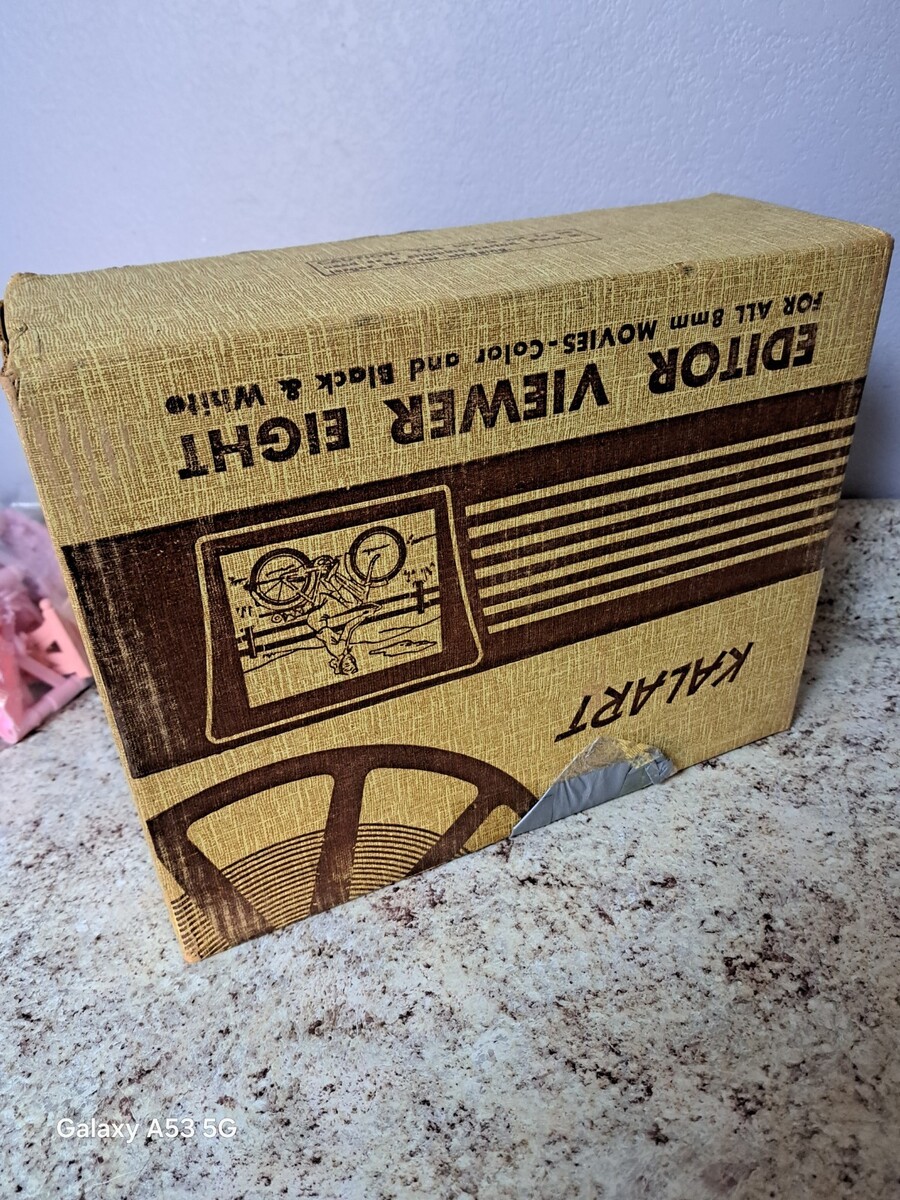 KALART
EDITOR VIEWER EIGHT
FOR ALL 8mm MOVIES-Color and Black & White
Galaxy A53 5G